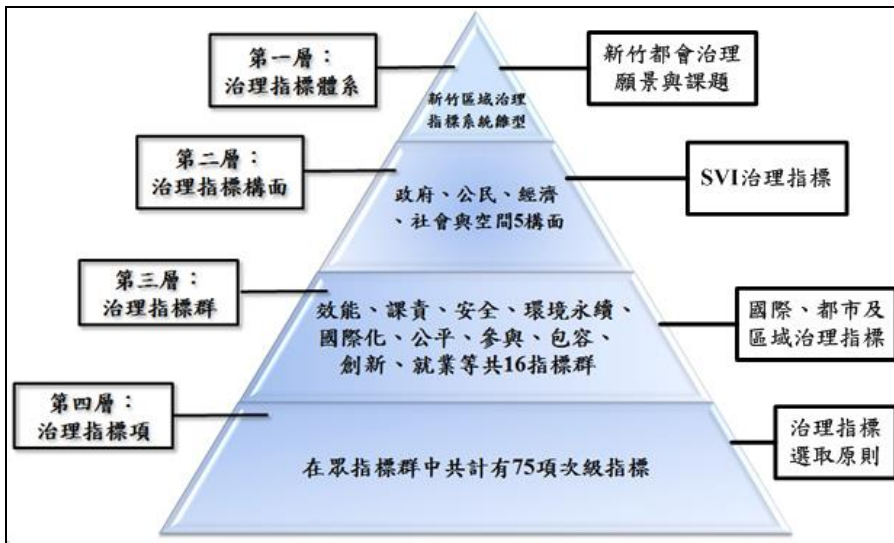 第一層：
治理指標體系
新竹都會治理
願景與課題
新竹區域治理
指標系統雛型
第二層：
治理指標構面
SVI治理指標
政府、公民、經濟
、社會與空間5構面
第三層：
治理指標群
國際、都市及
區域治理指標
效能、課責、安全、環境永續、
國際化、公平、參與、包容、
創新、就業等共16指標群
第四層：
治理指標項
治理指標
選取原則
在眾指標群中共計有75項次級指標